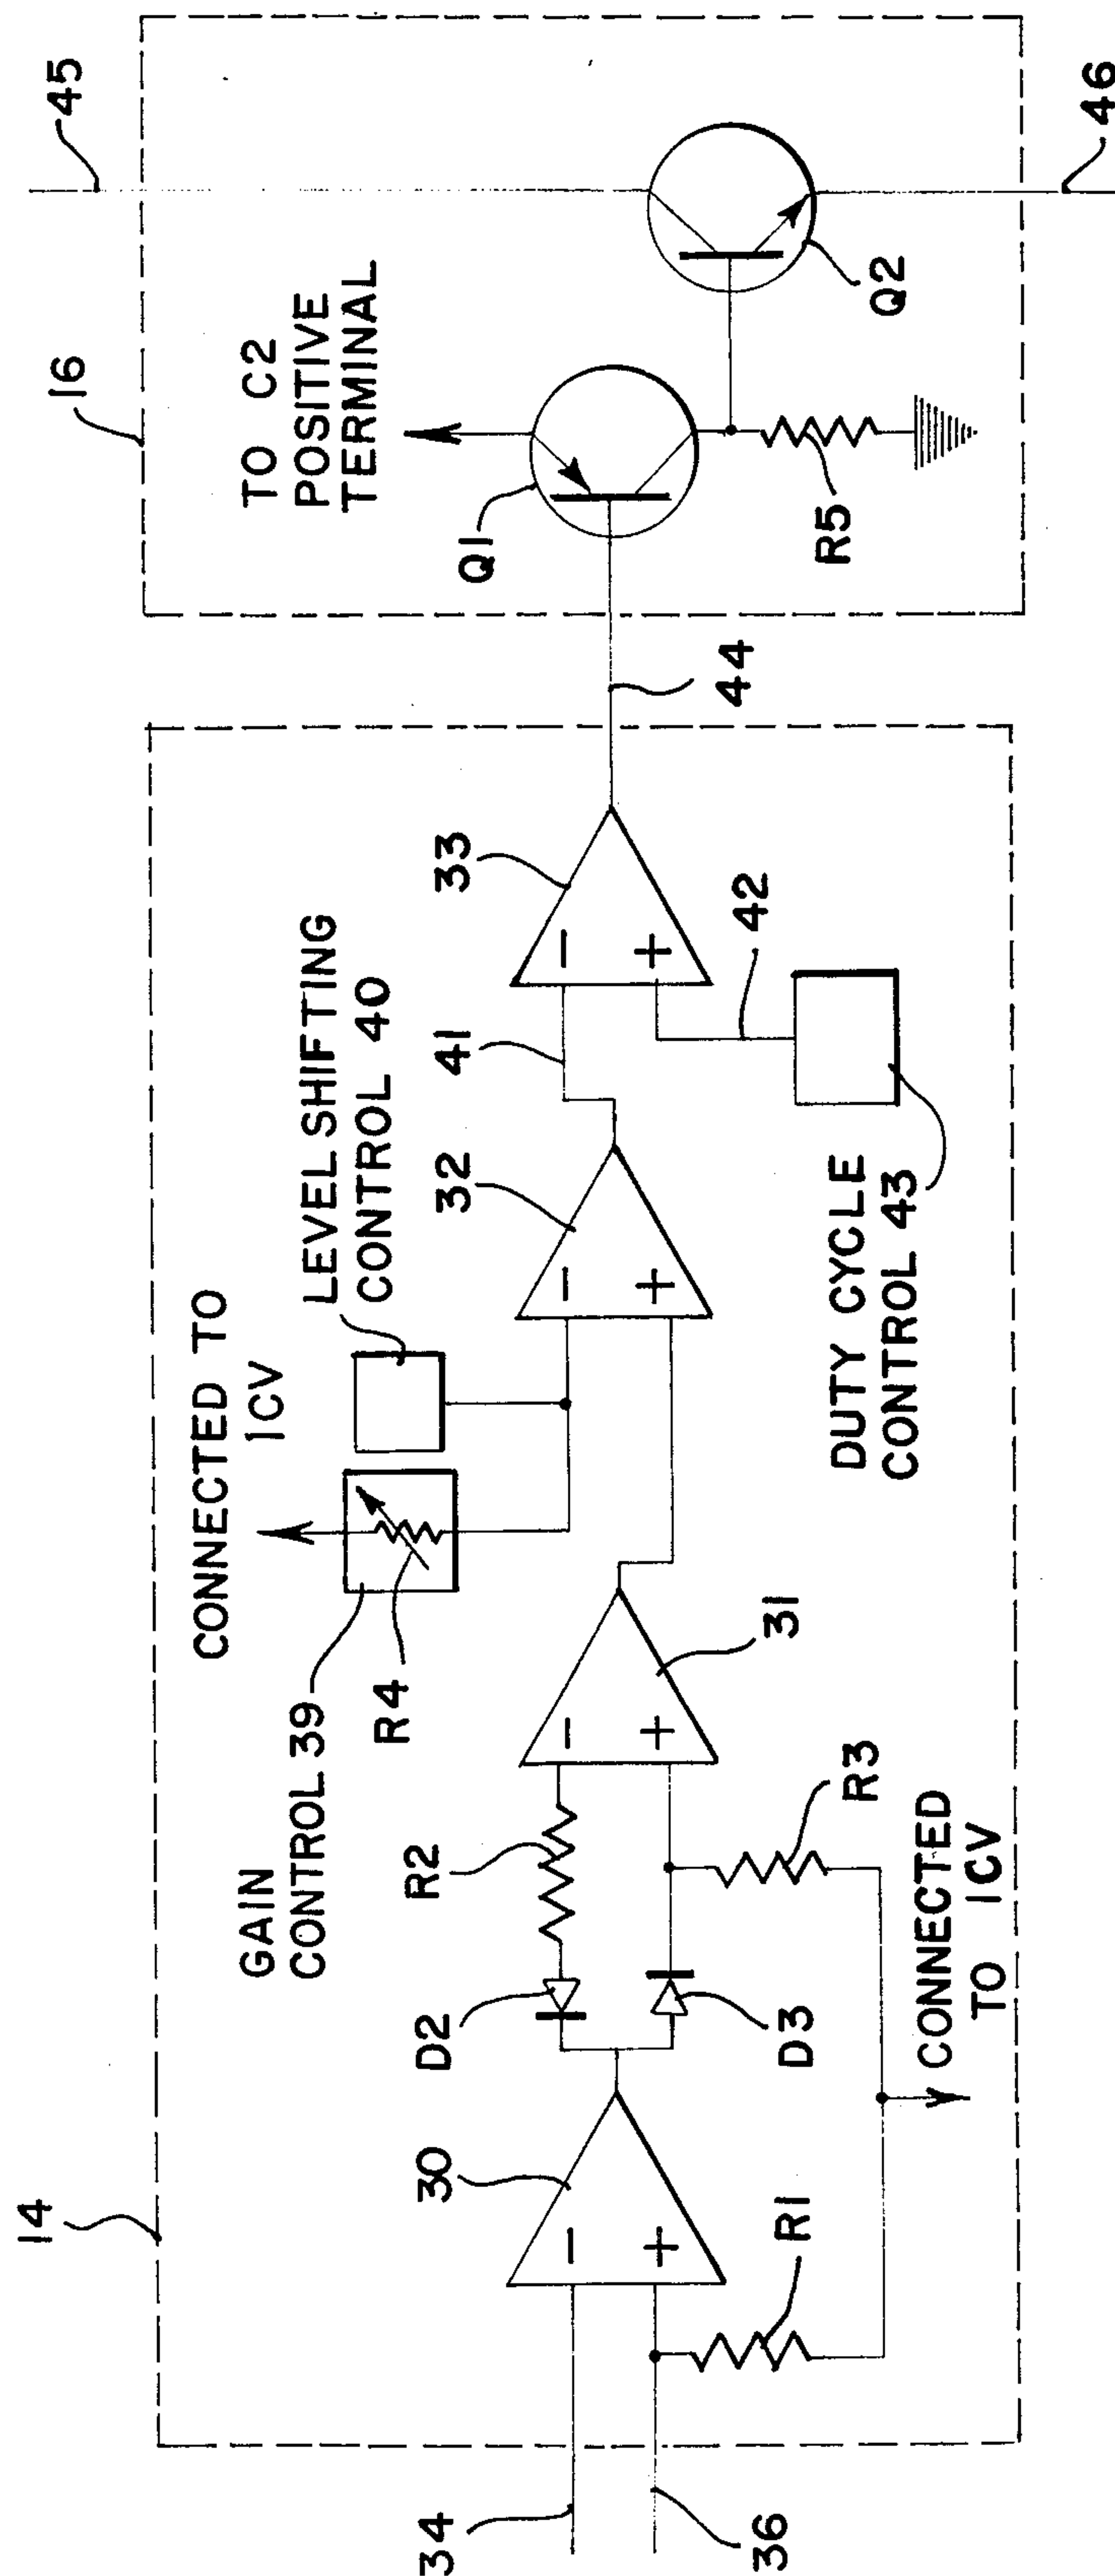 14
16
45
CONNECTED TO
1CV
GAIN
CONTROL 39
R4
LEVEL SHIFTING
CONTROL 40
TO C2
POSITIVE
TERMINAL
30
D2
R2
32
41
33
Q1
34
−
−
−
−
36
+
+
+
+
44
Q2
R1
D3
31
42
R5
R3
CONNECTED
TO 1CV
DUTY CYCLE
CONTROL 43
46